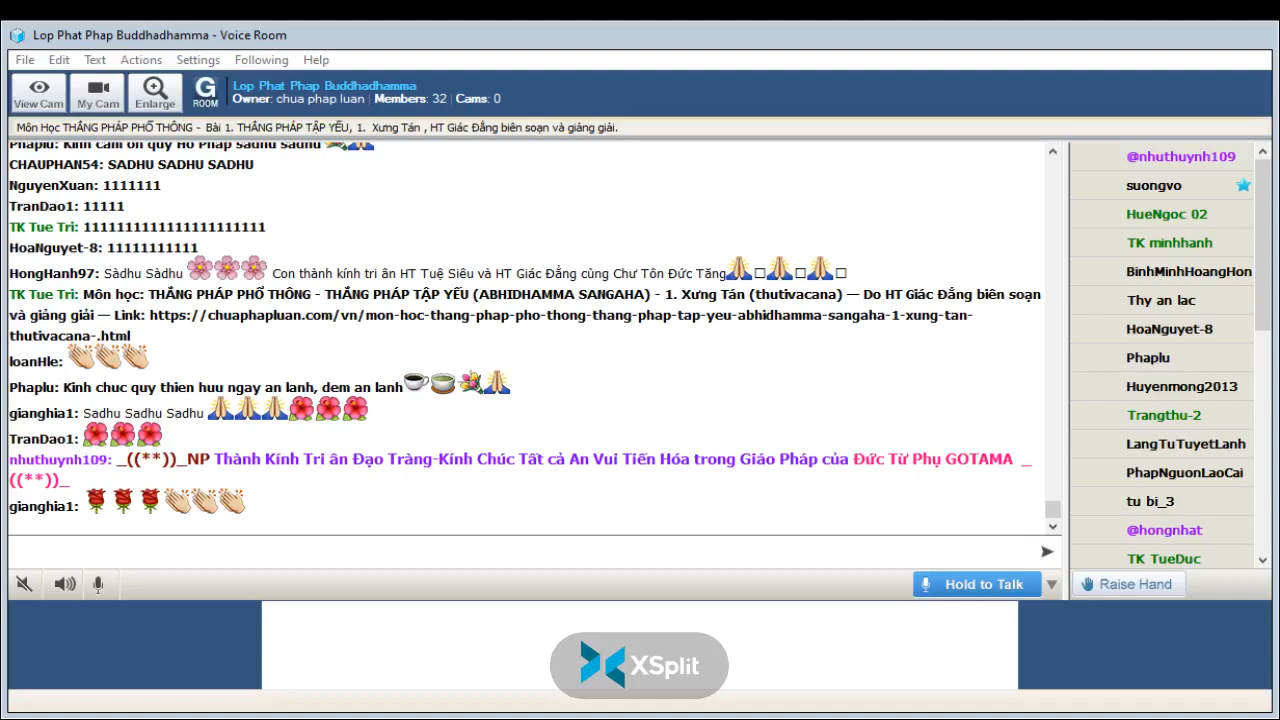 Lop Phat Phap Buddhadhamma - Voice Room
File Edit Text Actions Settings Following Help
View Cam My Cam Enlarge G ROOM
Lop Phat Phap Buddhadhamma
Owner: chua phap luan | Members: 32 | Cams: 0
Môn Học THẮNG PHÁP PHỔ THÔNG - Bài 1. THẮNG PHÁP TẬP YẾU, 1. Xưng Tán , HT Giác Đẳng biên soạn và giảng giải.
Phaplu: Kinh cam on quy Ho Phap sadhu sadhu
CHAUPHAN54: SADHU SADHU SADHU
NguyenXuan: 1111111
TranDao1: 11111
TK Tue Tri: 1111111111111111111111
HoaNguyet-8: 11111111111
HongHanh97: Sàdhu Sàdhu Con thành kính tri ân HT Tuệ Siêu và HT Giác Đẳng cùng Chư Tôn Đức Tăng
TK Tue Tri: Môn học: THẮNG PHÁP PHỔ THÔNG - THẮNG PHÁP TẬP YẾU (ABHIDHAMMA SANGAHA) - 1. Xưng Tán (thutivacana) — Do HT Giác Đẳng biên soạn
và giảng giải — Link: https://chuaphapluan.com/vn/mon-hoc-thang-phap-pho-thong-thang-phap-tap-yeu-abhidhamma-sangaha-1-xung-tan-
thutivacana-.html
loanHle:
Phaplu: Kinh chuc quy thien huu ngay an lanh, dem an lanh
gianghia1: Sadhu Sadhu Sadhu
TranDao1:
nhuthuynh109: _((**))_NP Thành Kính Tri ân Đạo Tràng-Kính Chúc Tất cả An Vui Tiến Hóa trong Giáo Pháp của Đức Từ Phụ GOTAMA _
((**))_
gianghia1:
Hold to Talk
@nhuthuynh109
suongvo
HueNgoc 02
TK minhhanh
BinhMinhHoangHon
Thy an lac
HoaNguyet-8
Phaplu
Huyenmong2013
Trangthu-2
LangTuTuyetLanh
PhapNguonLaoCai
tu bi_3
@hongnhat
TK TueDuc
Raise Hand
XSplit